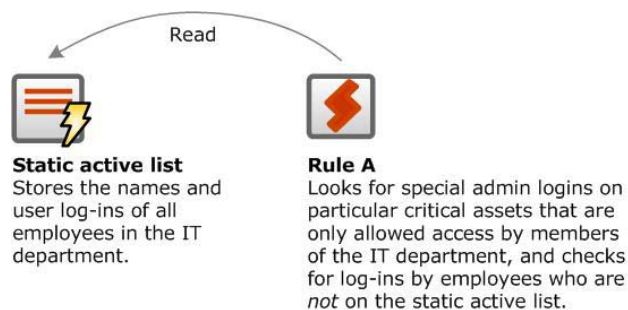 Read
Static active list
Stores the names and
user log-ins of all
employees in the IT
department.
Rule A
Looks for special admin logins on
particular critical assets that are
only allowed access by members
of the IT department, and checks
for log-ins by employees who are
not on the static active list.